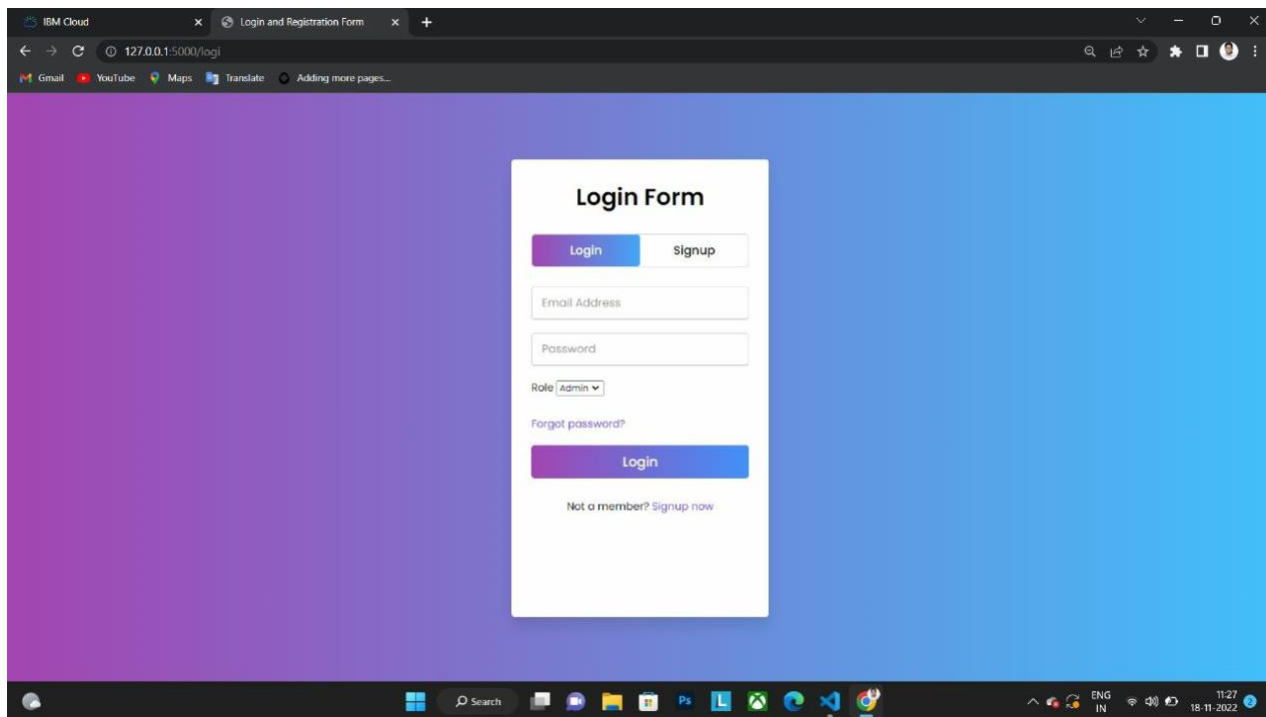 IBM Cloud
Login and Registration Form
127.0.0.1:5000/logi
Gmail YouTube Maps Translate Adding more pages...
Login Form
Login Signup
Email Address
Password
Role Admin
Forgot password?
Login
Not a member? Signup now
Search
Ps
L
ENG
IN
11:27
18-11-2022
2